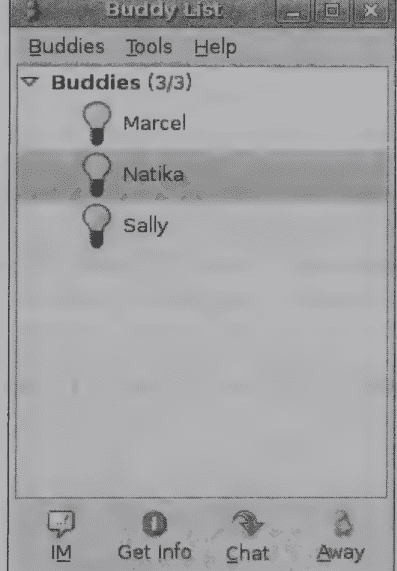 Buddy List
Buddies Tools Help
Buddies (3/3)
Marcel
Natika
Sally
IM Get Info Chat Away